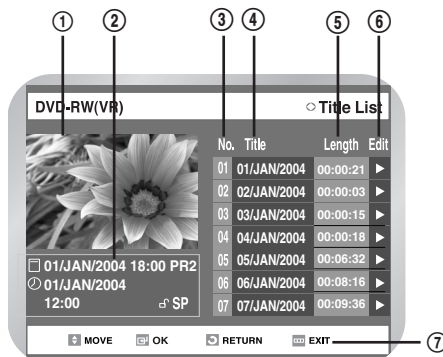 ① ② ③ ④ ⑤ ⑥
DVD-RW(VR) Title List
No. Title Length Edit
01 01/JAN/2004 00:00:21 ►
02 02/JAN/2004 00:00:03 ►
03 03/JAN/2004 00:00:15 ►
04 04/JAN/2004 00:00:18 ►
05 05/JAN/2004 00:06:32 ►
06 06/JAN/2004 00:08:16 ►
07 07/JAN/2004 00:09:36 ►
01/JAN/2004 18:00 PR2
01/JAN/2004
12:00 SP
MOVE OK RETURN EXIT ⑦